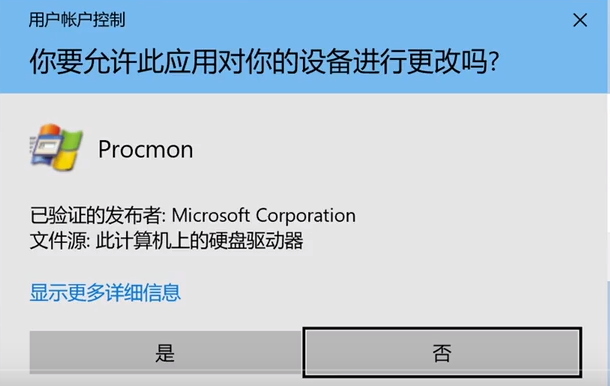 用户帐户控制
你要允许此应用对你的设备进行更改吗?
Procmon
已验证的发布者: Microsoft Corporation
文件源: 此计算机上的硬盘驱动器
显示更多详细信息
是
否